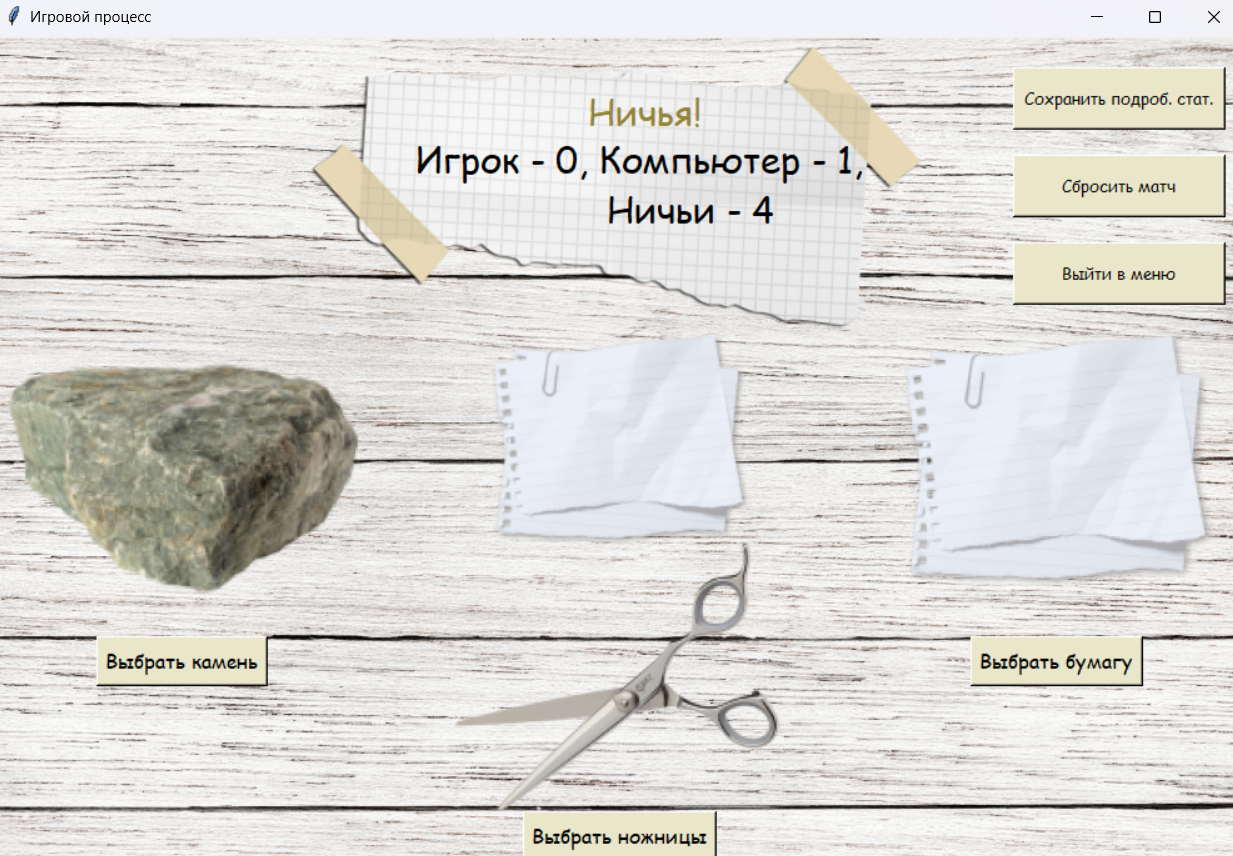 Игровой процесс
Ничья!
Игрок - 0, Компьютер - 1,
Ничьи - 4
Сохранить подроб. стат.
Сбросить матч
Выйти в меню
Выбрать камень
Выбрать бумагу
Выбрать ножницы